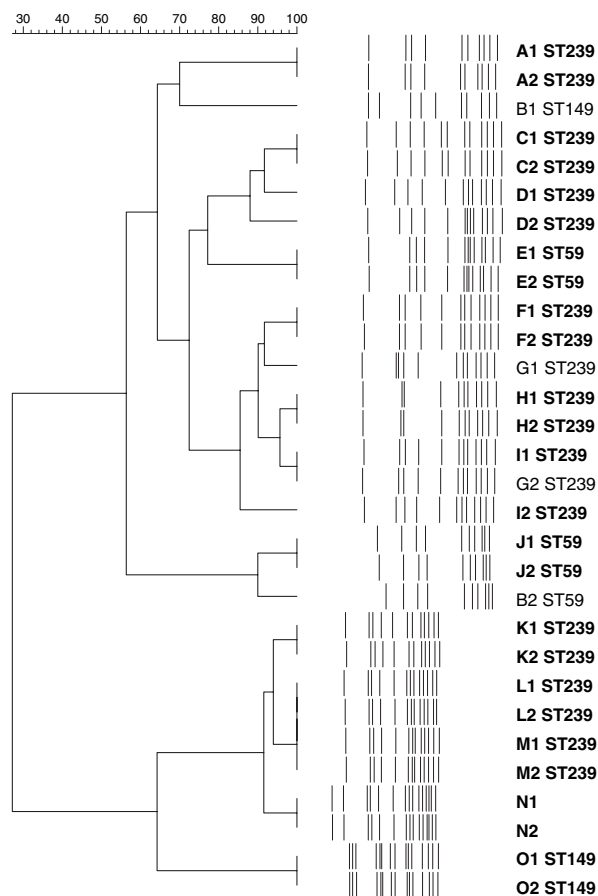 30 40 50 60 70 80 90 100
A1 ST239
A2 ST239
B1 ST149
C1 ST239
C2 ST239
D1 ST239
D2 ST239
E1 ST59
E2 ST59
F1 ST239
F2 ST239
G1 ST239
H1 ST239
H2 ST239
I1 ST239
G2 ST239
I2 ST239
J1 ST59
J2 ST59
B2 ST59
K1 ST239
K2 ST239
L1 ST239
L2 ST239
M1 ST239
M2 ST239
N1
N2
O1 ST149
O2 ST149